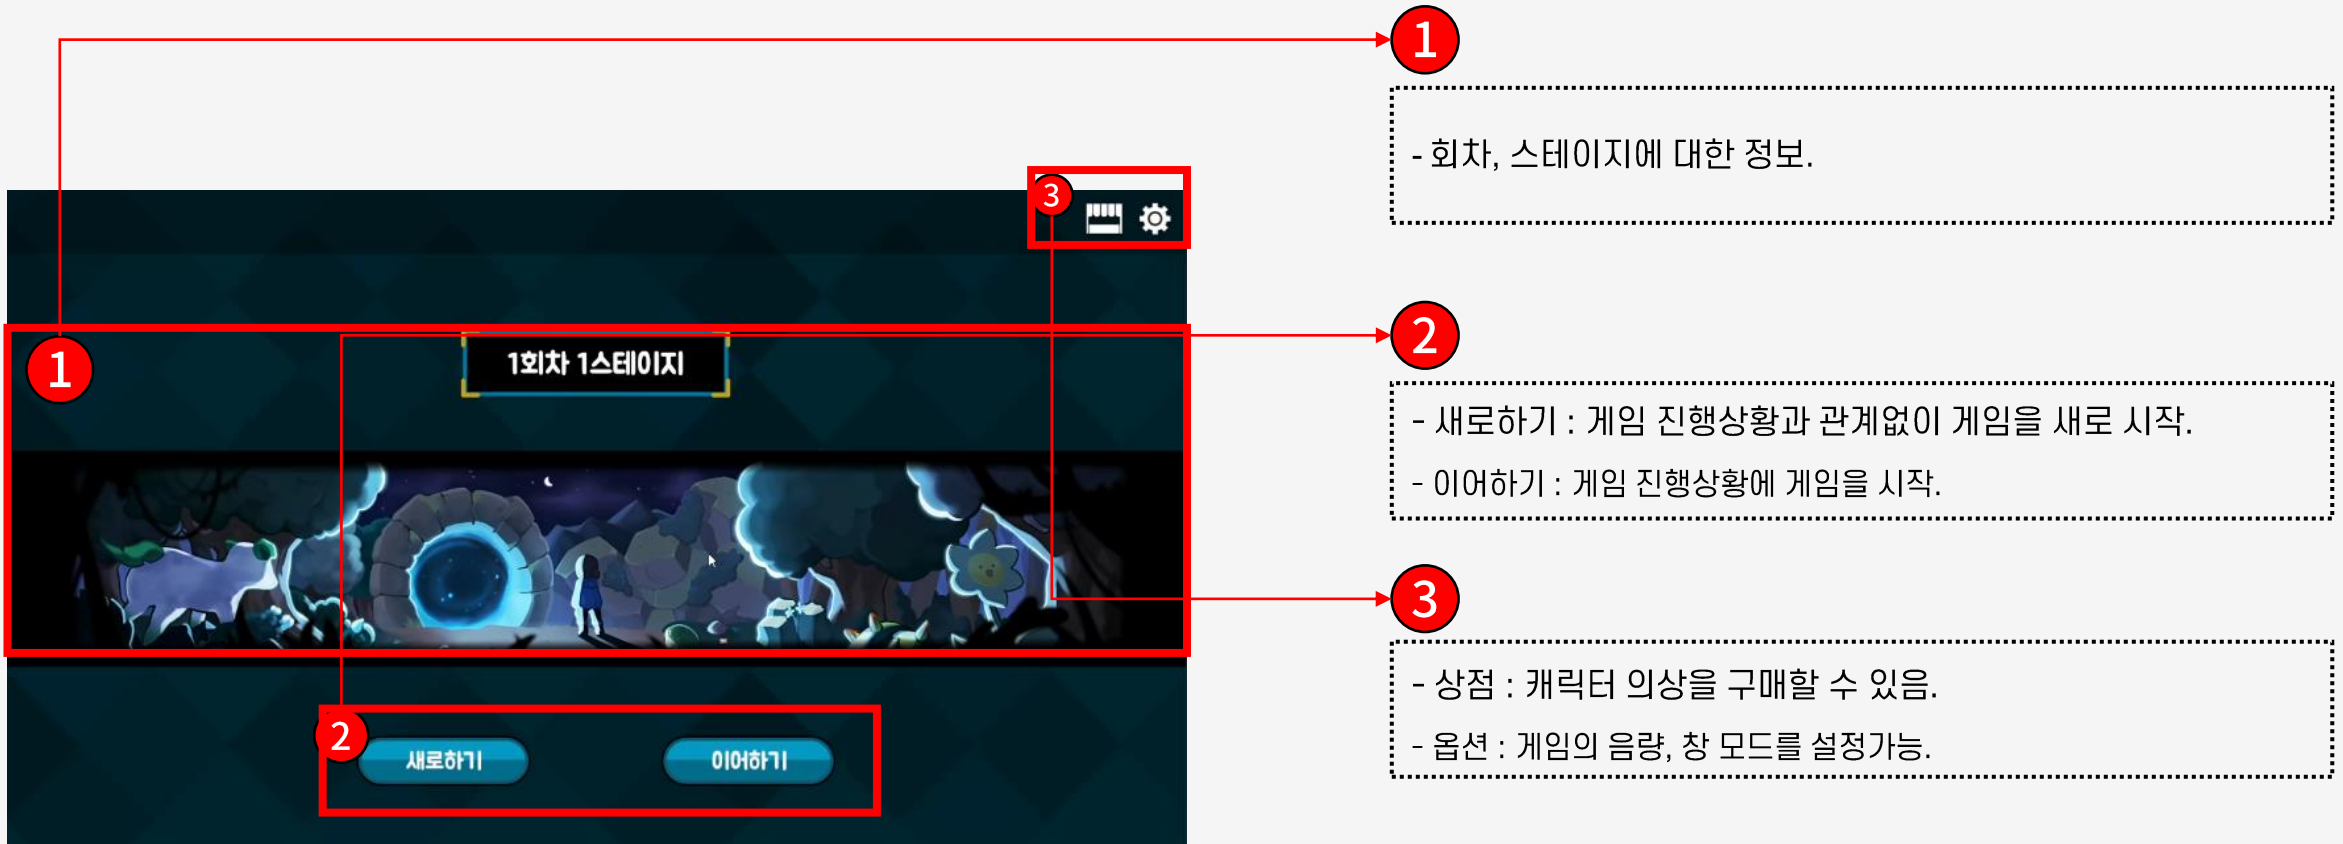 1
- 회차, 스테이지에 대한 정보.
3
1
1회차 1스테이지
2
- 새로하기 : 게임 진행상황과 관계없이 게임을 새로 시작.
- 이어하기 : 게임 진행상황에 게임을 시작.
3
- 상점 : 캐릭터 의상을 구매할 수 있음.
- 옵션 : 게임의 음량, 창 모드를 설정가능.
2
새로하기
이어하기